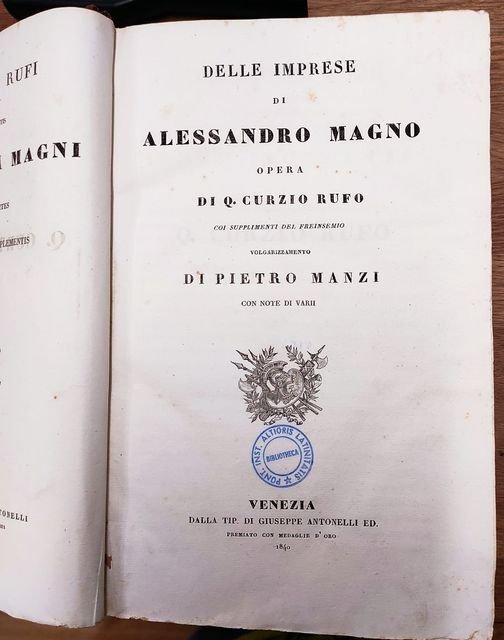 RUFI
MAGNI
PLEMENTIS
TONELLI
DELLE IMPRESE
DI
ALESSANDRO MAGNO
OPERA
DI Q. CURZIO RUFO
COI SUPPLIMENTI DEL FREINSEMIO
VOLGARIZZAMENTO
DI PIETRO MANZI
CON NOTE DI VARII
PONT. INST. ALTIORIS LATINITATIS
BIBLIOTHECA
VENEZIA
DALLA TIP. DI GIUSEPPE ANTONELLI ED.
PREMIATO CON MEDAGLIE D'ORO
1840